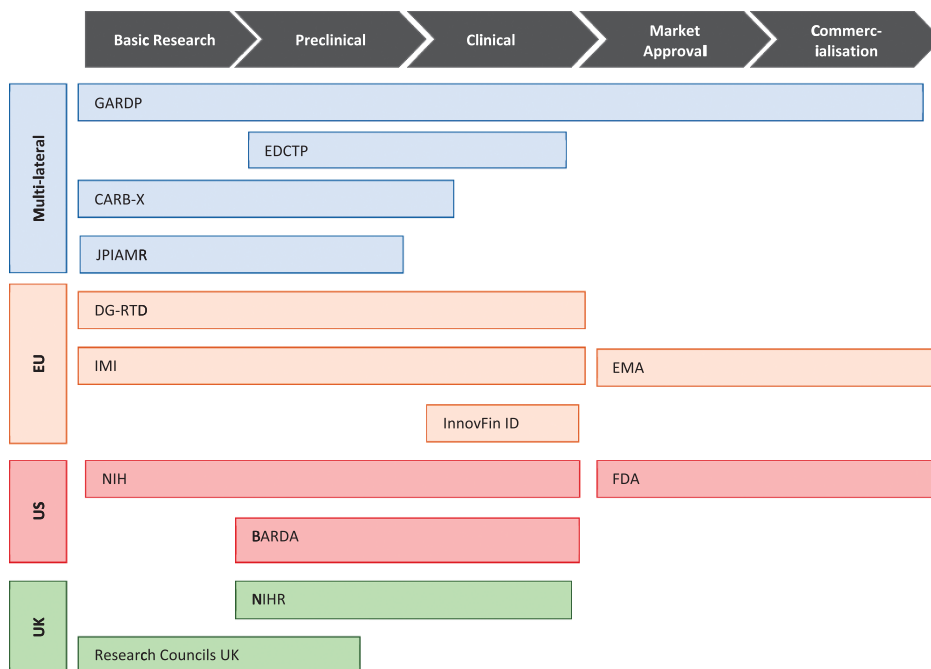 Basic Research
Preclinical
Clinical
Market
Approval
Commerc-
ialisation
Multi-lateral
GARDP
EDCTP
CARB-X
JPIAMR
EU
DG-RTD
IMI
EMA
InnovFin ID
US
NIH
FDA
BARDA
UK
NIHR
Research Councils UK